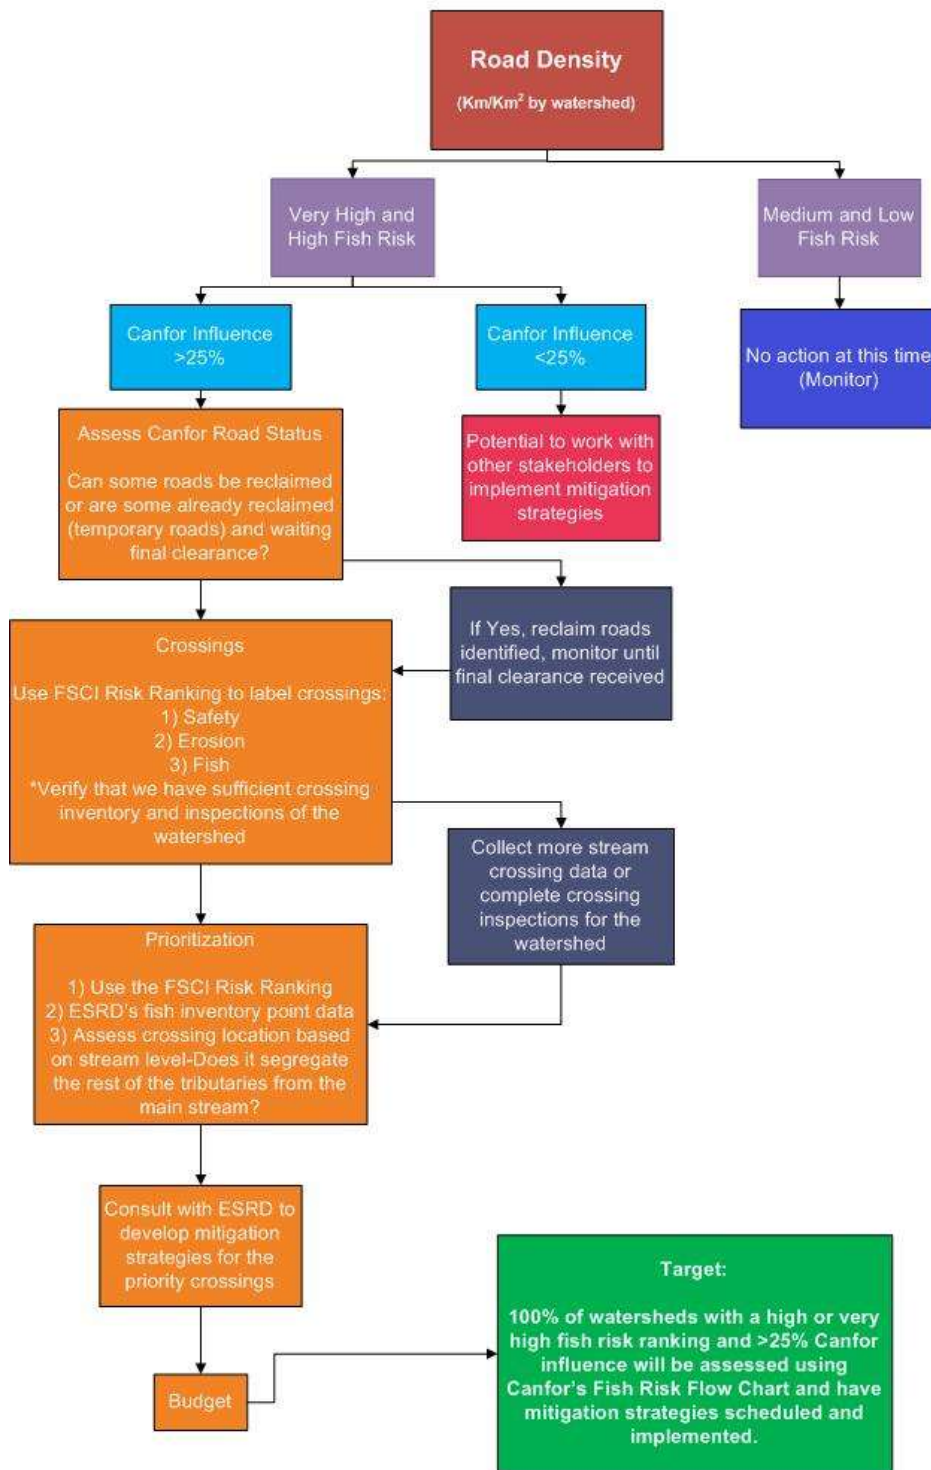 Road Density
(Km/Km² by watershed)
Very High and
High Fish Risk
Medium and Low
Fish Risk
Canfor Influence
>25%
Canfor Influence
<25%
No action at this time
(Monitor)
Assess Canfor Road Status
Can some roads be reclaimed
or are some already reclaimed
(temporary roads) and waiting
final clearance?
Potential to work with
other stakeholders to
implement mitigation
strategies
If Yes, reclaim roads
identified, monitor until
final clearance received
Crossings
Use FSCI Risk Ranking to label crossings:
1) Safety
2) Erosion
3) Fish
*Verify that we have sufficient crossing
inventory and inspections of the
watershed
Collect more stream
crossing data or
complete crossing
inspections for the
watershed
Prioritization
1) Use the FSCI Risk Ranking
2) ESRD's fish inventory point data
3) Assess crossing location based
on stream level-Does it segregate
the rest of the tributaries from the
main stream?
Consult with ESRD to
develop mitigation
strategies for the
priority crossings
Budget
Target:
100% of watersheds with a high or very
high fish risk ranking and >25% Canfor
influence will be assessed using
Canfor's Fish Risk Flow Chart and have
mitigation strategies scheduled and
implemented.